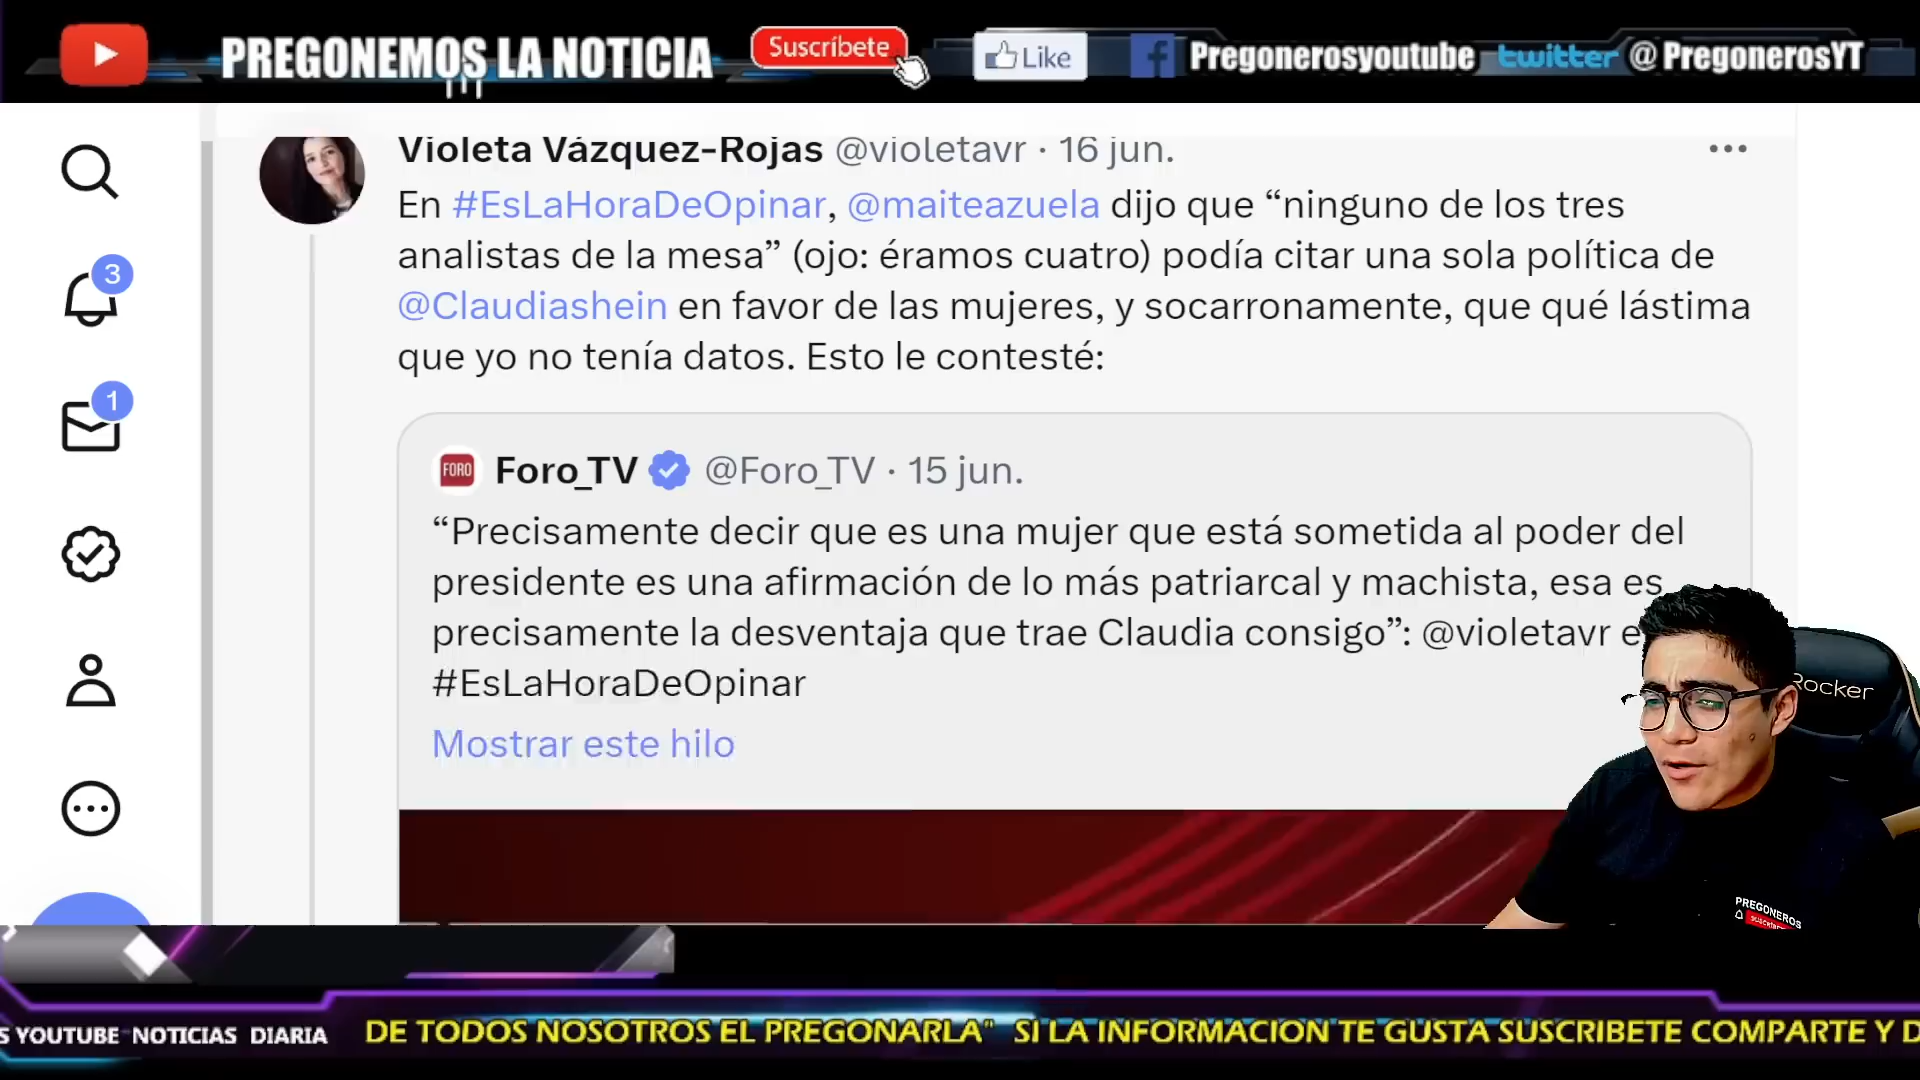 PREGONEMOS LA NOTICIA
Suscríbete
Like
Pregonerosyoutube
twitter @PregonerosYT
Violeta Vázquez-Rojas @violetavr · 16 jun.
En #EsLaHoraDeOpinar, @maiteazuela dijo que “ninguno de los tres
analistas de la mesa” (ojo: éramos cuatro) podía citar una sola política de
@Claudiashein en favor de las mujeres, y socarronamente, que qué lástima
que yo no tenía datos. Esto le contesté:
3
1
FORO
Foro_TV @Foro_TV · 15 jun.
“Precisamente decir que es una mujer que está sometida al poder del
presidente es una afirmación de lo más patriarcal y machista, esa es
precisamente la desventaja que trae Claudia consigo”: @violetavr e
#EsLaHoraDeOpinar
Mostrar este hilo
Rocker
PREGONEROS
S YOUTUBE NOTICIAS DIARIA
DE TODOS NOSOTROS EL PREGONARLA" SI LA INFORMACION TE GUSTA SUSCRIBETE COMPARTE Y D